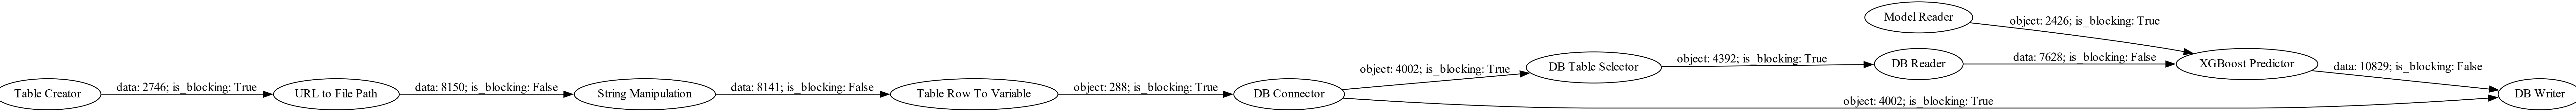 Model Reader
object: 2426; is_blocking: True
Table Creator
data: 2746; is_blocking: True
URL to File Path
data: 8150; is_blocking: False
String Manipulation
data: 8141; is_blocking: False
Table Row To Variable
object: 288; is_blocking: True
DB Connector
object: 4002; is_blocking: True
DB Table Selector
object: 4392; is_blocking: True
DB Reader
data: 7628; is_blocking: False
XGBoost Predictor
data: 10829; is_blocking: False
object: 4002; is_blocking: True
DB Writer